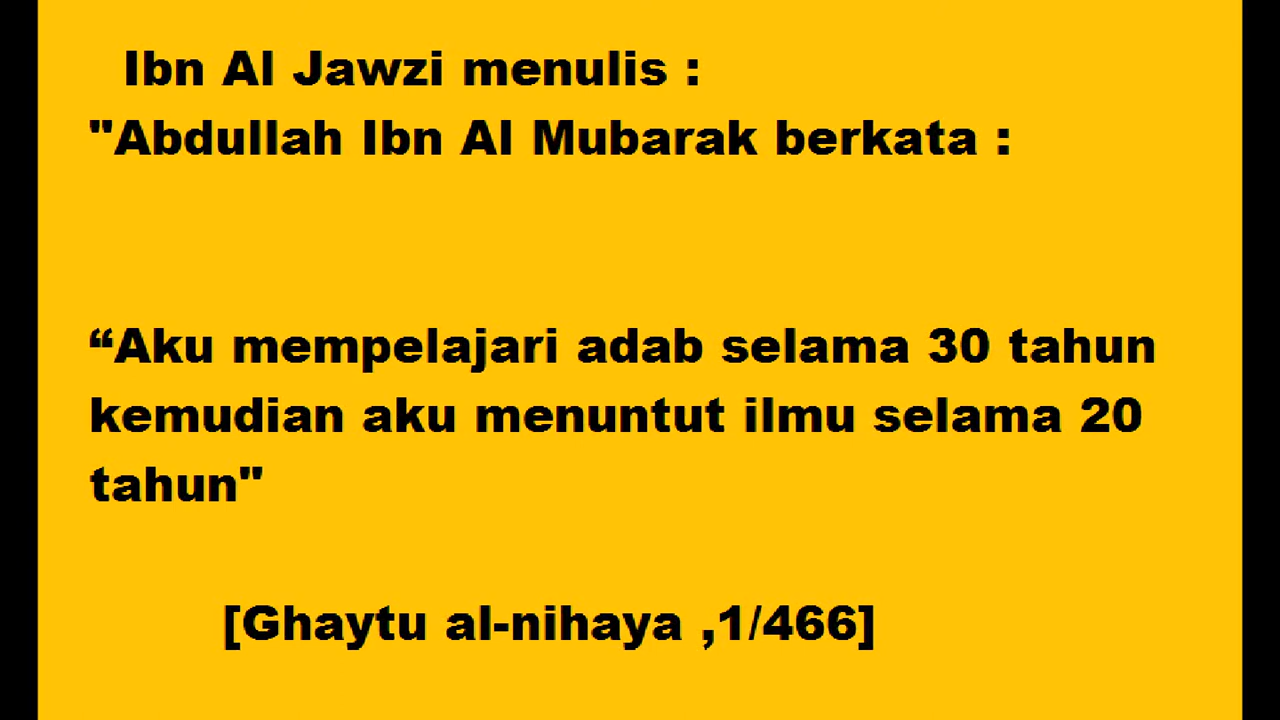 Ibn Al Jawzi menulis :
"Abdullah Ibn Al Mubarak berkata :
“Aku mempelajari adab selama 30 tahun
kemudian aku menuntut ilmu selama 20
tahun"
[Ghaytu al-nihaya ,1/466]